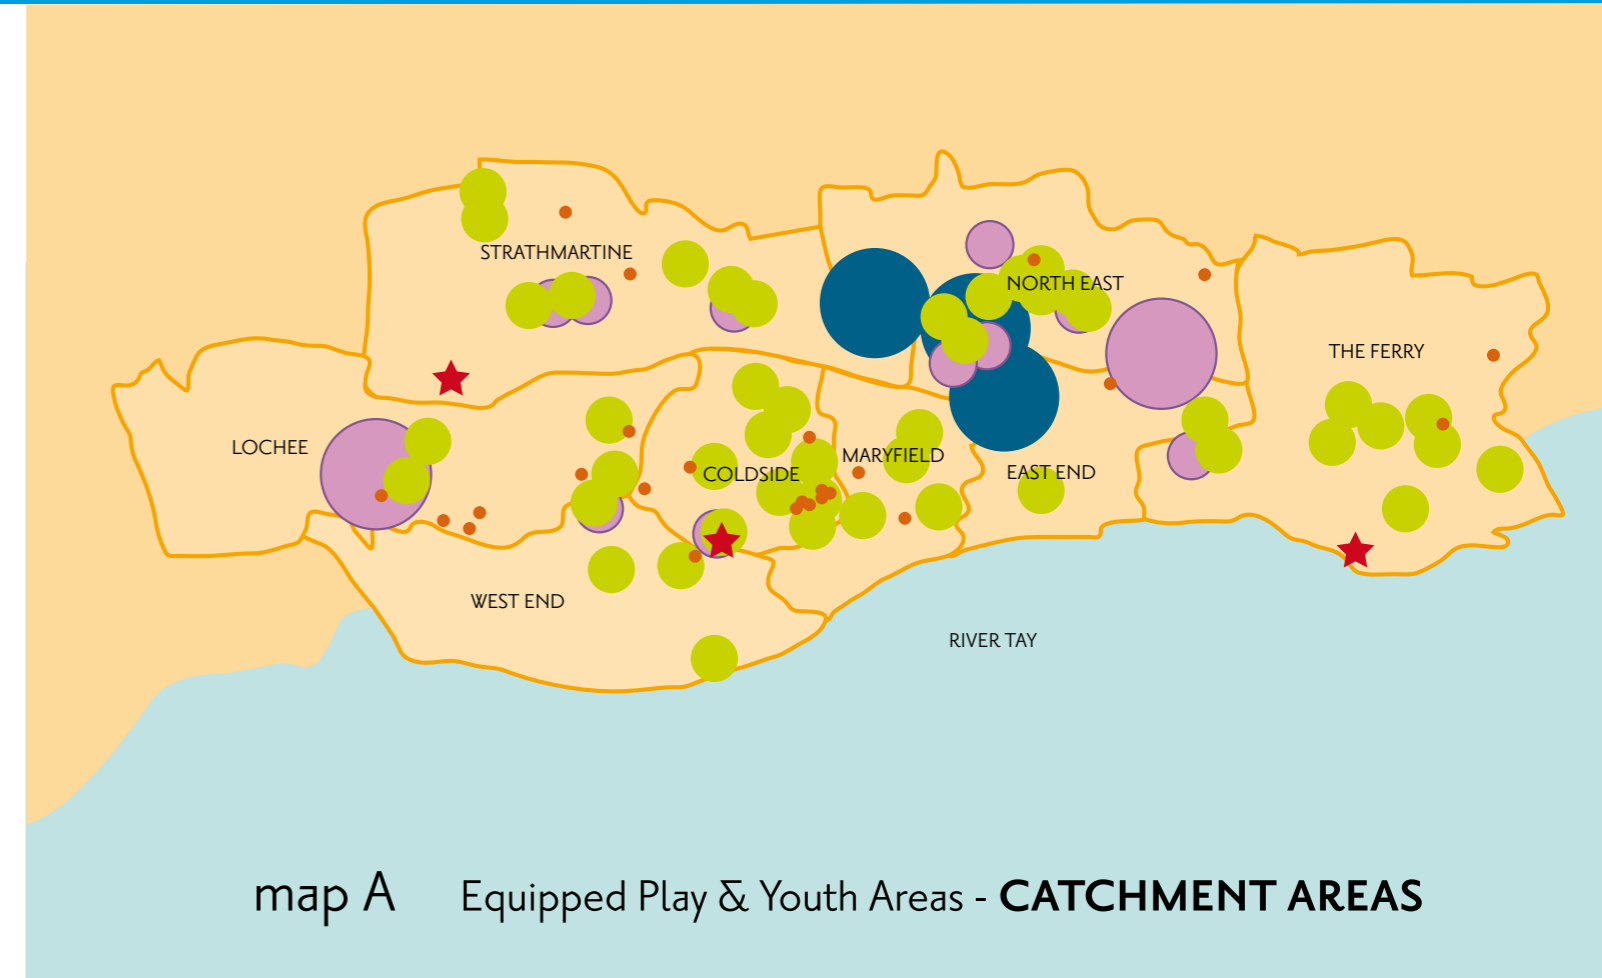 STRATHMARTINE
NORTH EAST
THE FERRY
LOCHEE
MARYFIELD
COLDSIDE
EAST END
WEST END
RIVER TAY
map A Equipped Play & Youth Areas - CATCHMENT AREAS